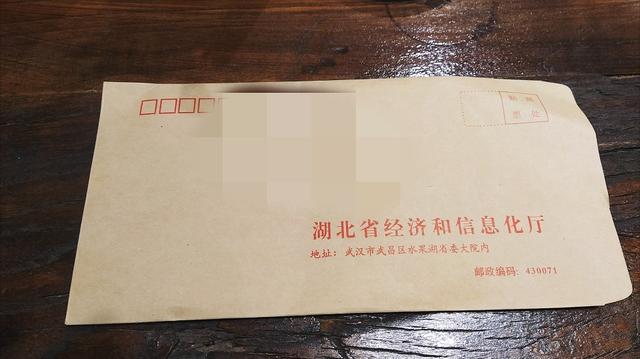 湖北省经济和信息化厅
地址：武汉市武昌区水果湖省委大院内
邮政编码：430071